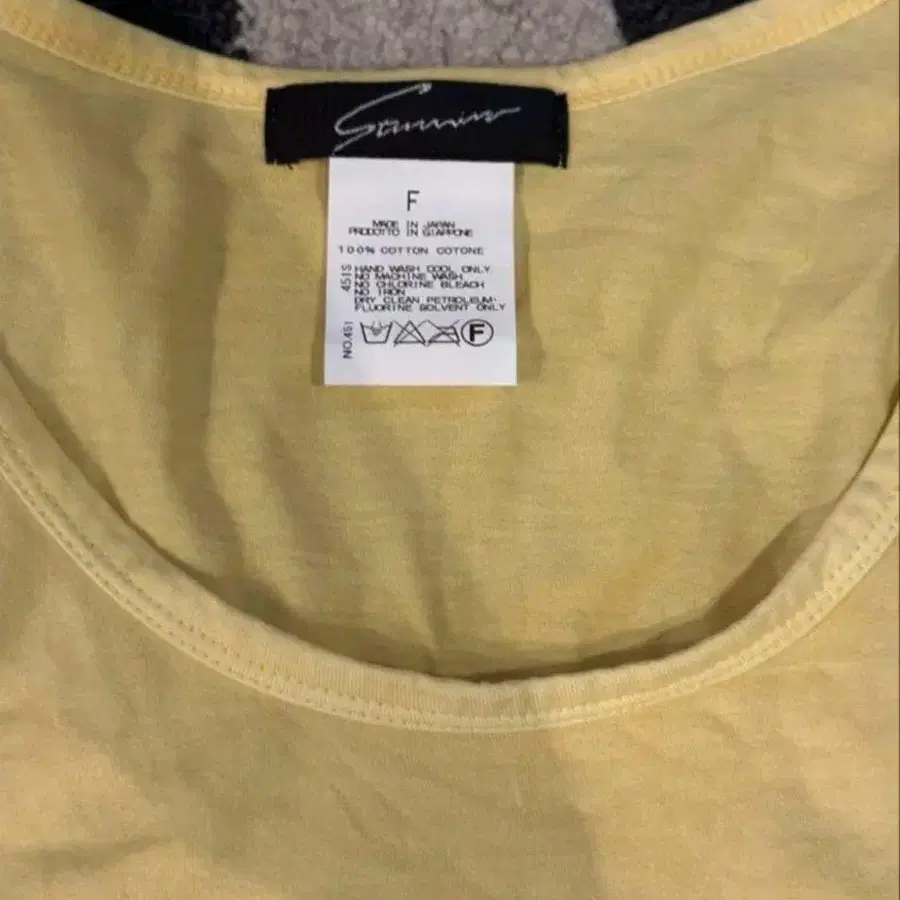 F
MADE IN JAPAN
PRODOTTO IN GIAPPONE
100% COTTON COTONE
HAND WASH COOL ONLY
NO MACHINE WASH
NO CHLORINE BLEACH
NO IRON
DRY CLEAN PETROLEUM·
FLUORINE SOLVENT ONLY
F
NO.451 451S